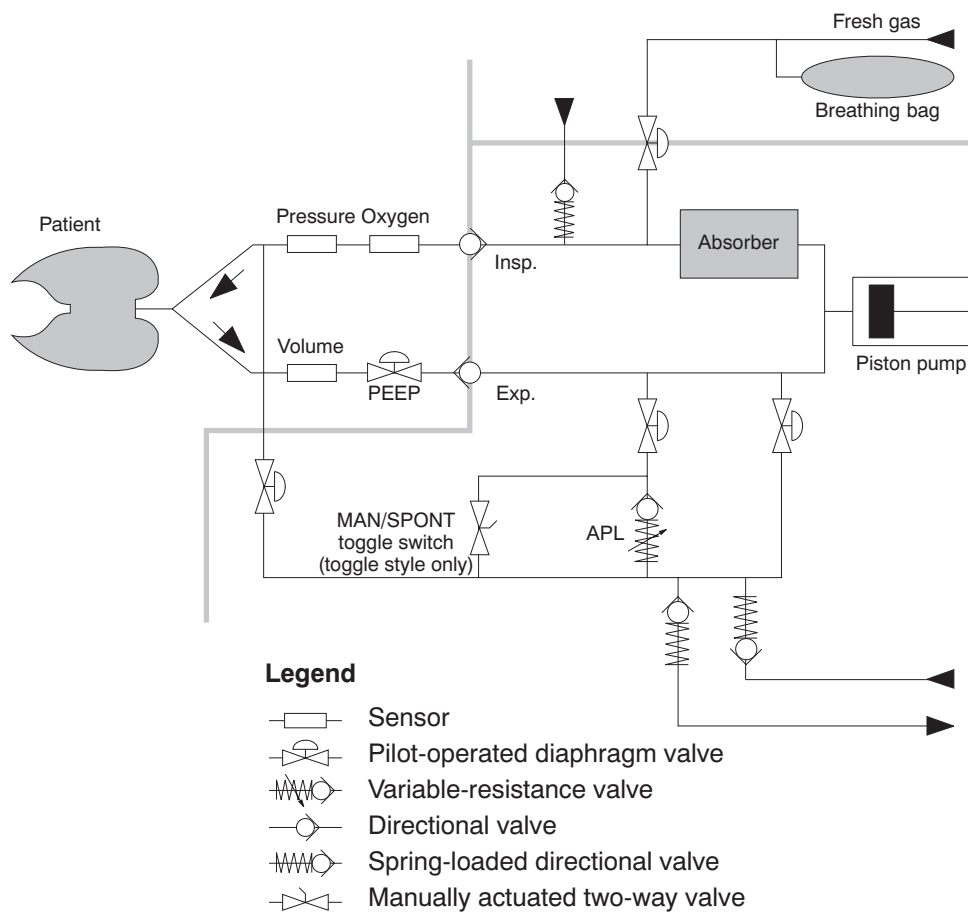 Fresh gas
Breathing bag
Patient
Pressure Oxygen
Absorber
Insp.
Volume
Piston pump
PEEP
Exp.
MAN/SPONT
toggle switch
(toggle style only)
APL
Legend
Sensor
Pilot-operated diaphragm valve
Variable-resistance valve
Directional valve
Spring-loaded directional valve
Manually actuated two-way valve